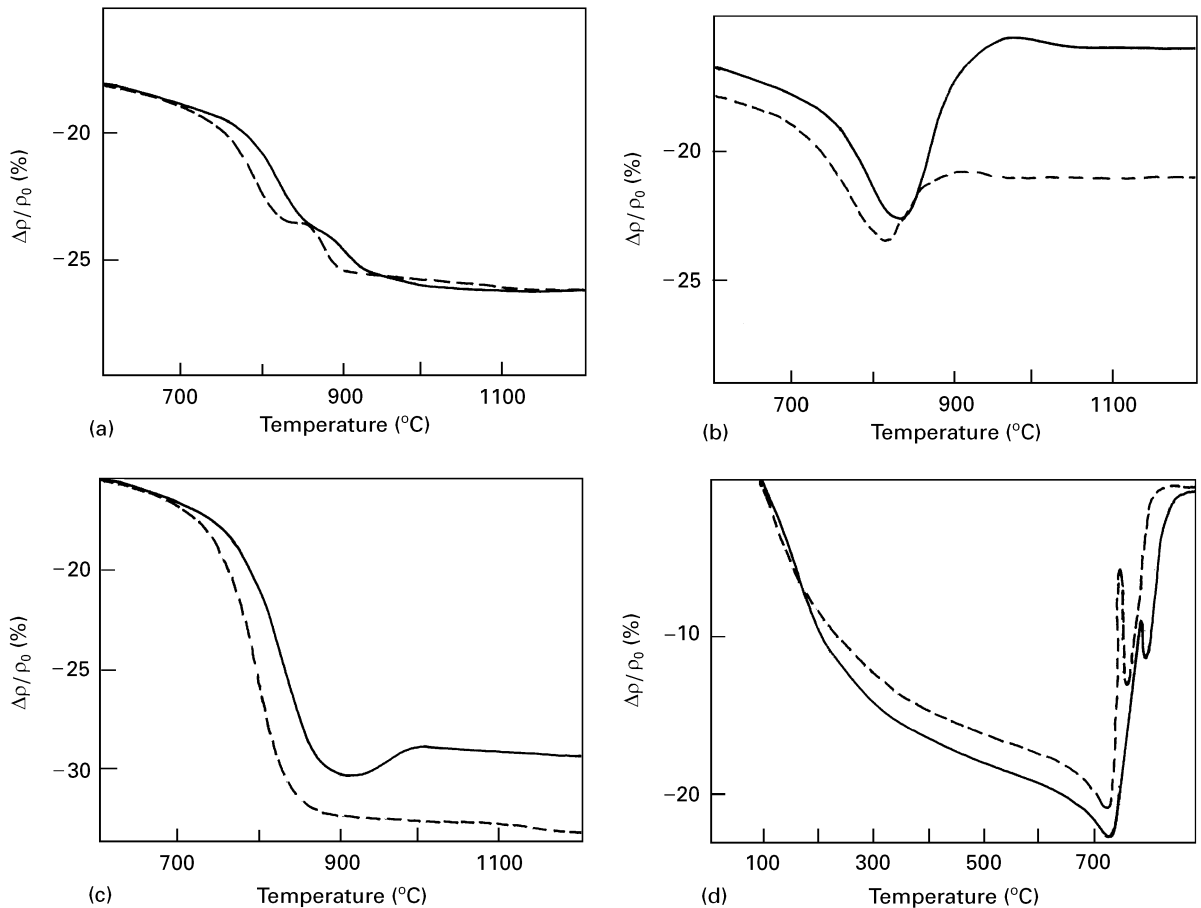 −20
−25
Δρ/ρ₀ (%)
700
900
1100
Temperature (°C)
(a)
−20
−25
Δρ/ρ₀ (%)
700
900
1100
Temperature (°C)
(b)
−20
−25
−30
Δρ/ρ₀ (%)
700
900
1100
Temperature (°C)
(c)
−10
−20
Δρ/ρ₀ (%)
100
300
500
700
Temperature (°C)
(d)